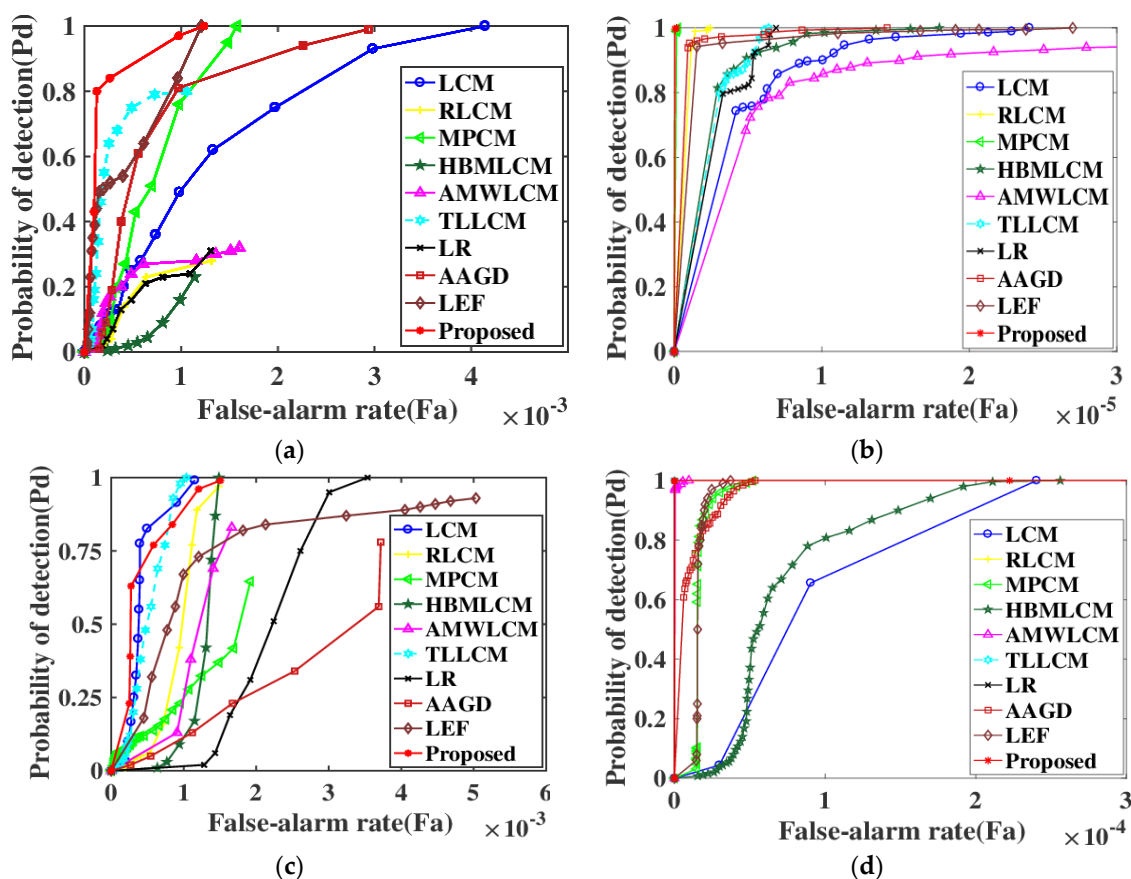 Probability of detection(Pd)
1
0.8
0.6
0.4
0.2
0
0 1 2 3 4
False-alarm rate(Fa) ×10⁻³
LCM
RLCM
MPCM
HBMLCM
AMWLCM
TLLCM
LR
AAGD
LEF
Proposed
(a)
Probability of detection(Pd)
1
0.8
0.6
0.4
0.2
0
0 1 2 3
False-alarm rate(Fa) ×10⁻⁵
LCM
RLCM
MPCM
HBMLCM
AMWLCM
TLLCM
LR
AAGD
LEF
Proposed
(b)
Probability of detection(Pd)
1
0.75
0.5
0.25
0
0 1 2 3 4 5 6
False-alarm rate(Fa) ×10⁻³
LCM
RLCM
MPCM
HBMLCM
AMWLCM
TLLCM
LR
AAGD
LEF
Proposed
(c)
Probability of detection(Pd)
1
0.8
0.6
0.4
0.2
0
0 1 2 3
False-alarm rate(Fa) ×10⁻⁴
LCM
RLCM
MPCM
HBMLCM
AMWLCM
TLLCM
LR
AAGD
LEF
Proposed
(d)